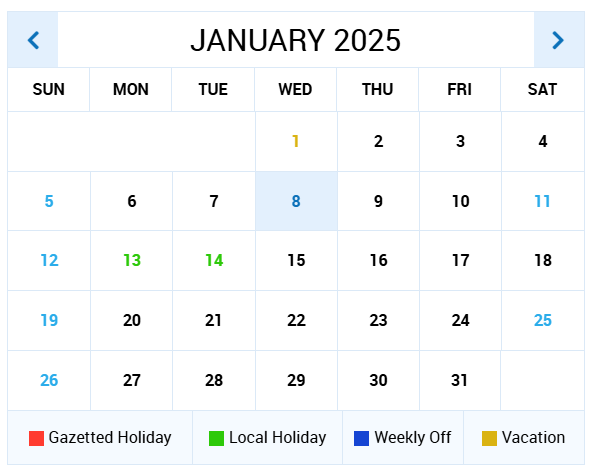 JANUARY 2025
SUN MON TUE WED THU FRI SAT
1 2 3 4
5 6 7 8 9 10 11
12 13 14 15 16 17 18
19 20 21 22 23 24 25
26 27 28 29 30 31
Gazetted Holiday Local Holiday Weekly Off Vacation